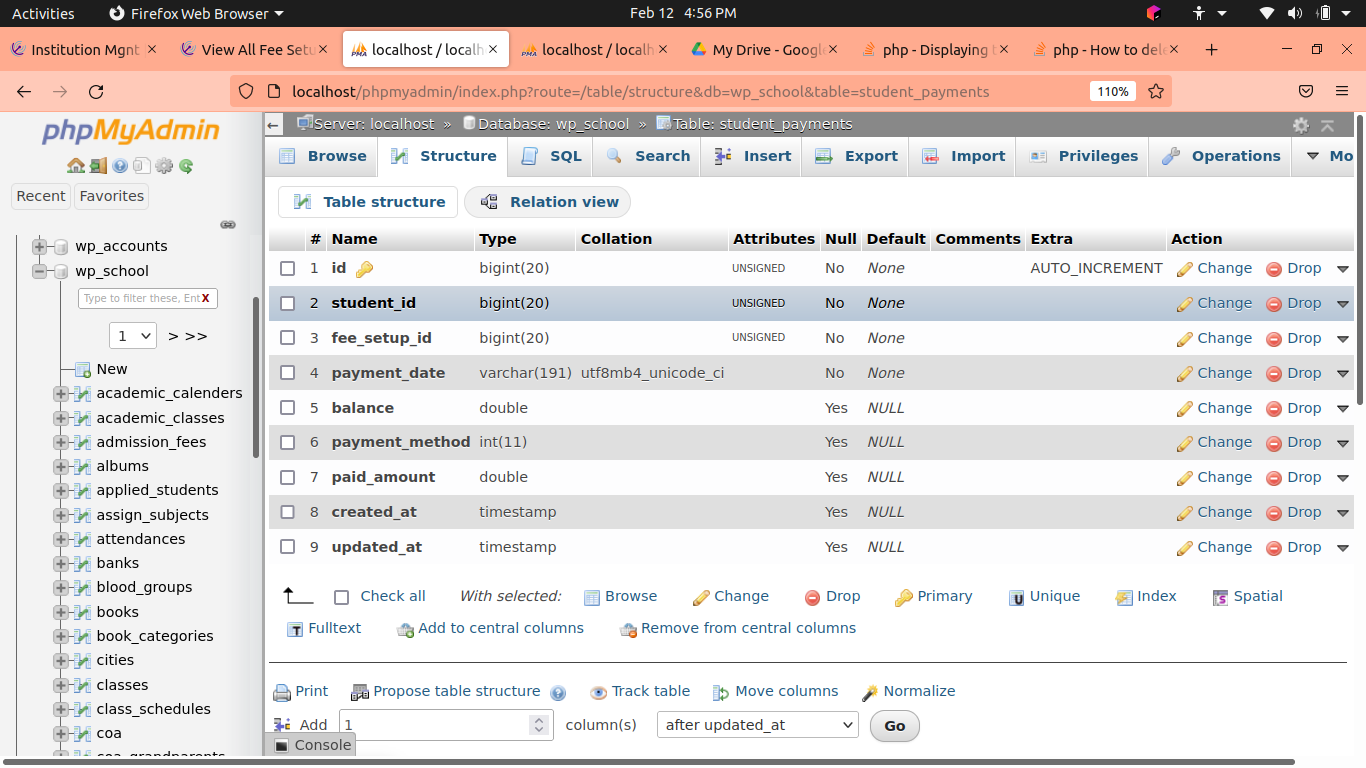 Activities Firefox Web Browser Feb 12 4:56 PM
Institution Mgnt × View All Fee Setu × localhost / localh × localhost / localh × My Drive - Google × php - Displaying t × php - How to dele ×
localhost/phpmyadmin/index.php?route=/table/structure&db=wp_school&table=student_payments 110%
phpMyAdmin
Recent Favorites
wp_accounts
wp_school
Type to filter these, Ent X
1 > >>
New
academic_calenders
academic_classes
admission_fees
albums
applied_students
assign_subjects
attendances
banks
blood_groups
books
book_categories
cities
classes
class_schedules
coa
coa_grandparents
Server: localhost » Database: wp_school » Table: student_payments
Browse Structure SQL Search Insert Export Import Privileges Operations Mo
Table structure Relation view
# Name Type Collation Attributes Null Default Comments Extra Action
1 id bigint(20) UNSIGNED No None AUTO_INCREMENT Change Drop
2 student_id bigint(20) UNSIGNED No None Change Drop
3 fee_setup_id bigint(20) UNSIGNED No None Change Drop
4 payment_date varchar(191) utf8mb4_unicode_ci No None Change Drop
5 balance double Yes NULL Change Drop
6 payment_method int(11) Yes NULL Change Drop
7 paid_amount double Yes NULL Change Drop
8 created_at timestamp Yes NULL Change Drop
9 updated_at timestamp Yes NULL Change Drop
Check all With selected: Browse Change Drop Primary Unique Index Spatial
Fulltext Add to central columns Remove from central columns
Print Propose table structure Track table Move columns Normalize
Add 1 column(s) after updated_at Go
Console